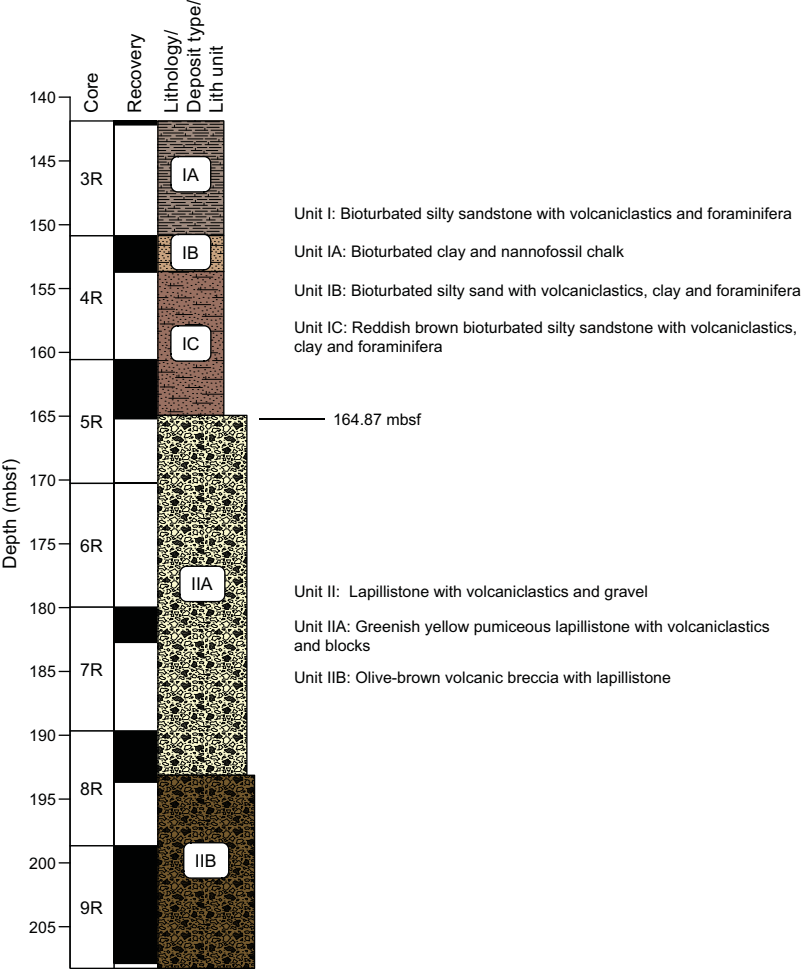 Core
Recovery
Lithology/
Deposit type/
Lith unit
Depth (mbsf)
140
145
150
155
160
165
170
175
180
185
190
195
200
205
3R
4R
5R
6R
7R
8R
9R
IA
IB
IC
IIA
IIB
Unit I: Bioturbated silty sandstone with volcaniclastics and foraminifera
Unit IA: Bioturbated clay and nannofossil chalk
Unit IB: Bioturbated silty sand with volcaniclastics, clay and foraminifera
Unit IC: Reddish brown bioturbated silty sandstone with volcaniclastics,
clay and foraminifera
164.87 mbsf
Unit II: Lapillistone with volcaniclastics and gravel
Unit IIA: Greenish yellow pumiceous lapillistone with volcaniclastics
and blocks
Unit IIB: Olive-brown volcanic breccia with lapillistone